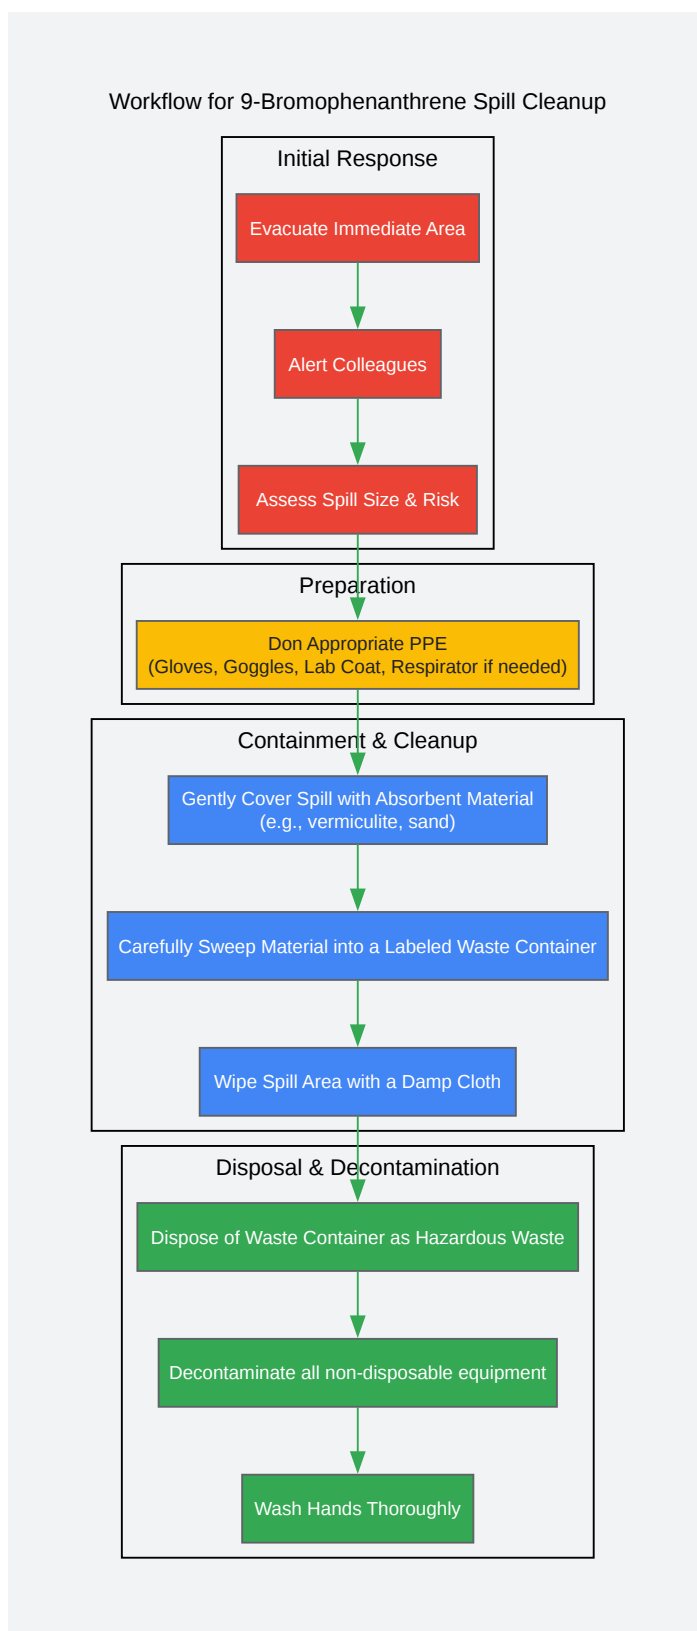 Workflow for 9-Bromophenanthrene Spill Cleanup
Initial Response
Evacuate Immediate Area
Alert Colleagues
Assess Spill Size & Risk
Preparation
Don Appropriate PPE
(Gloves, Goggles, Lab Coat, Respirator if needed)
Containment & Cleanup
Gently Cover Spill with Absorbent Material
(e.g., vermiculite, sand)
Carefully Sweep Material into a Labeled Waste Container
Wipe Spill Area with a Damp Cloth
Disposal & Decontamination
Dispose of Waste Container as Hazardous Waste
Decontaminate all non-disposable equipment
Wash Hands Thoroughly